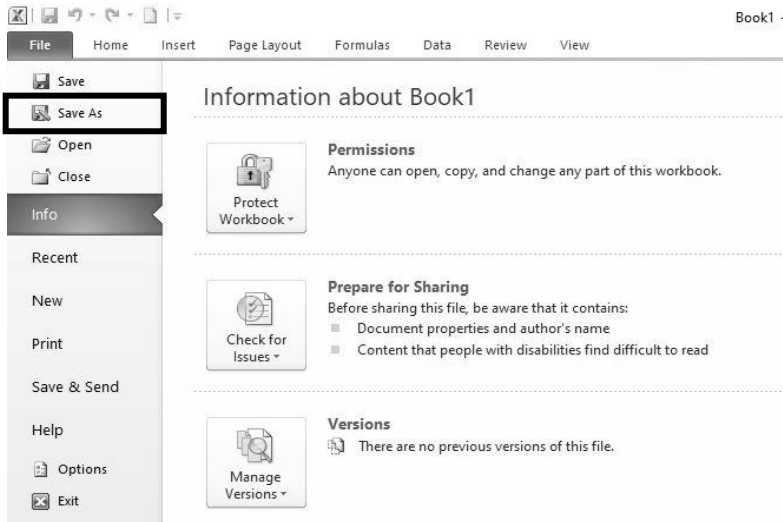 Book1 -
File Home Insert Page Layout Formulas Data Review View
Save
Save As
Open
Close
Info
Recent
New
Print
Save & Send
Help
Options
Exit
Information about Book1
Protect
Workbook
Permissions
Anyone can open, copy, and change any part of this workbook.
Check for
Issues
Prepare for Sharing
Before sharing this file, be aware that it contains:
Document properties and author's name
Content that people with disabilities find difficult to read
Manage
Versions
Versions
There are no previous versions of this file.